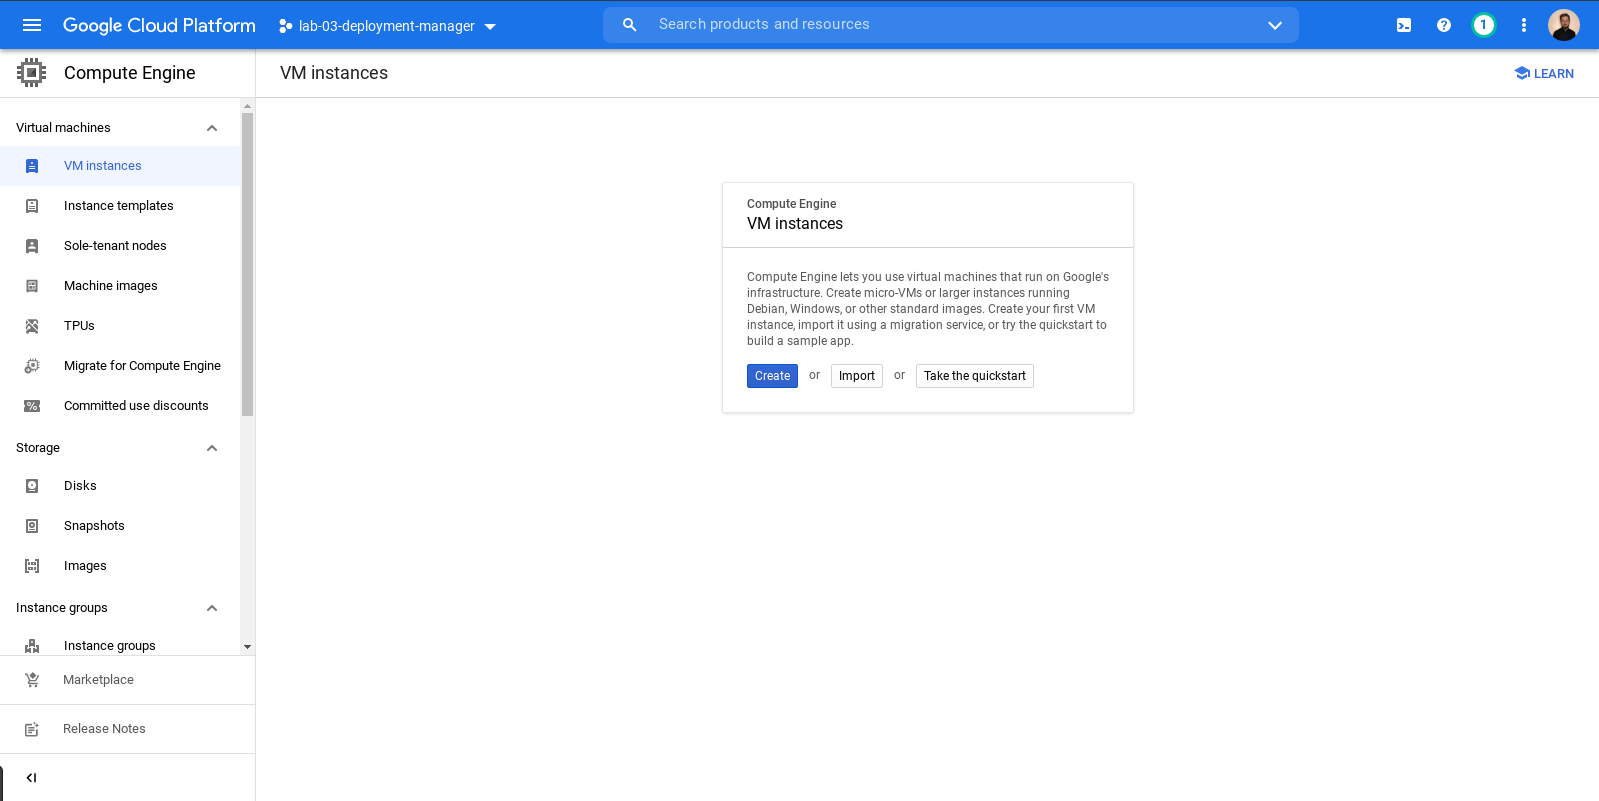 Google Cloud Platform
lab-03-deployment-manager
Search products and resources
1
Compute Engine
VM instances
LEARN
Virtual machines
VM instances
Instance templates
Sole-tenant nodes
Machine images
TPUs
Migrate for Compute Engine
Committed use discounts
Storage
Disks
Snapshots
Images
Instance groups
Instance groups
Marketplace
Release Notes
Compute Engine
VM instances
Compute Engine lets you use virtual machines that run on Google's
infrastructure. Create micro-VMs or larger instances running
Debian, Windows, or other standard images. Create your first VM
instance, import it using a migration service, or try the quickstart to
build a sample app.
Create or Import or Take the quickstart